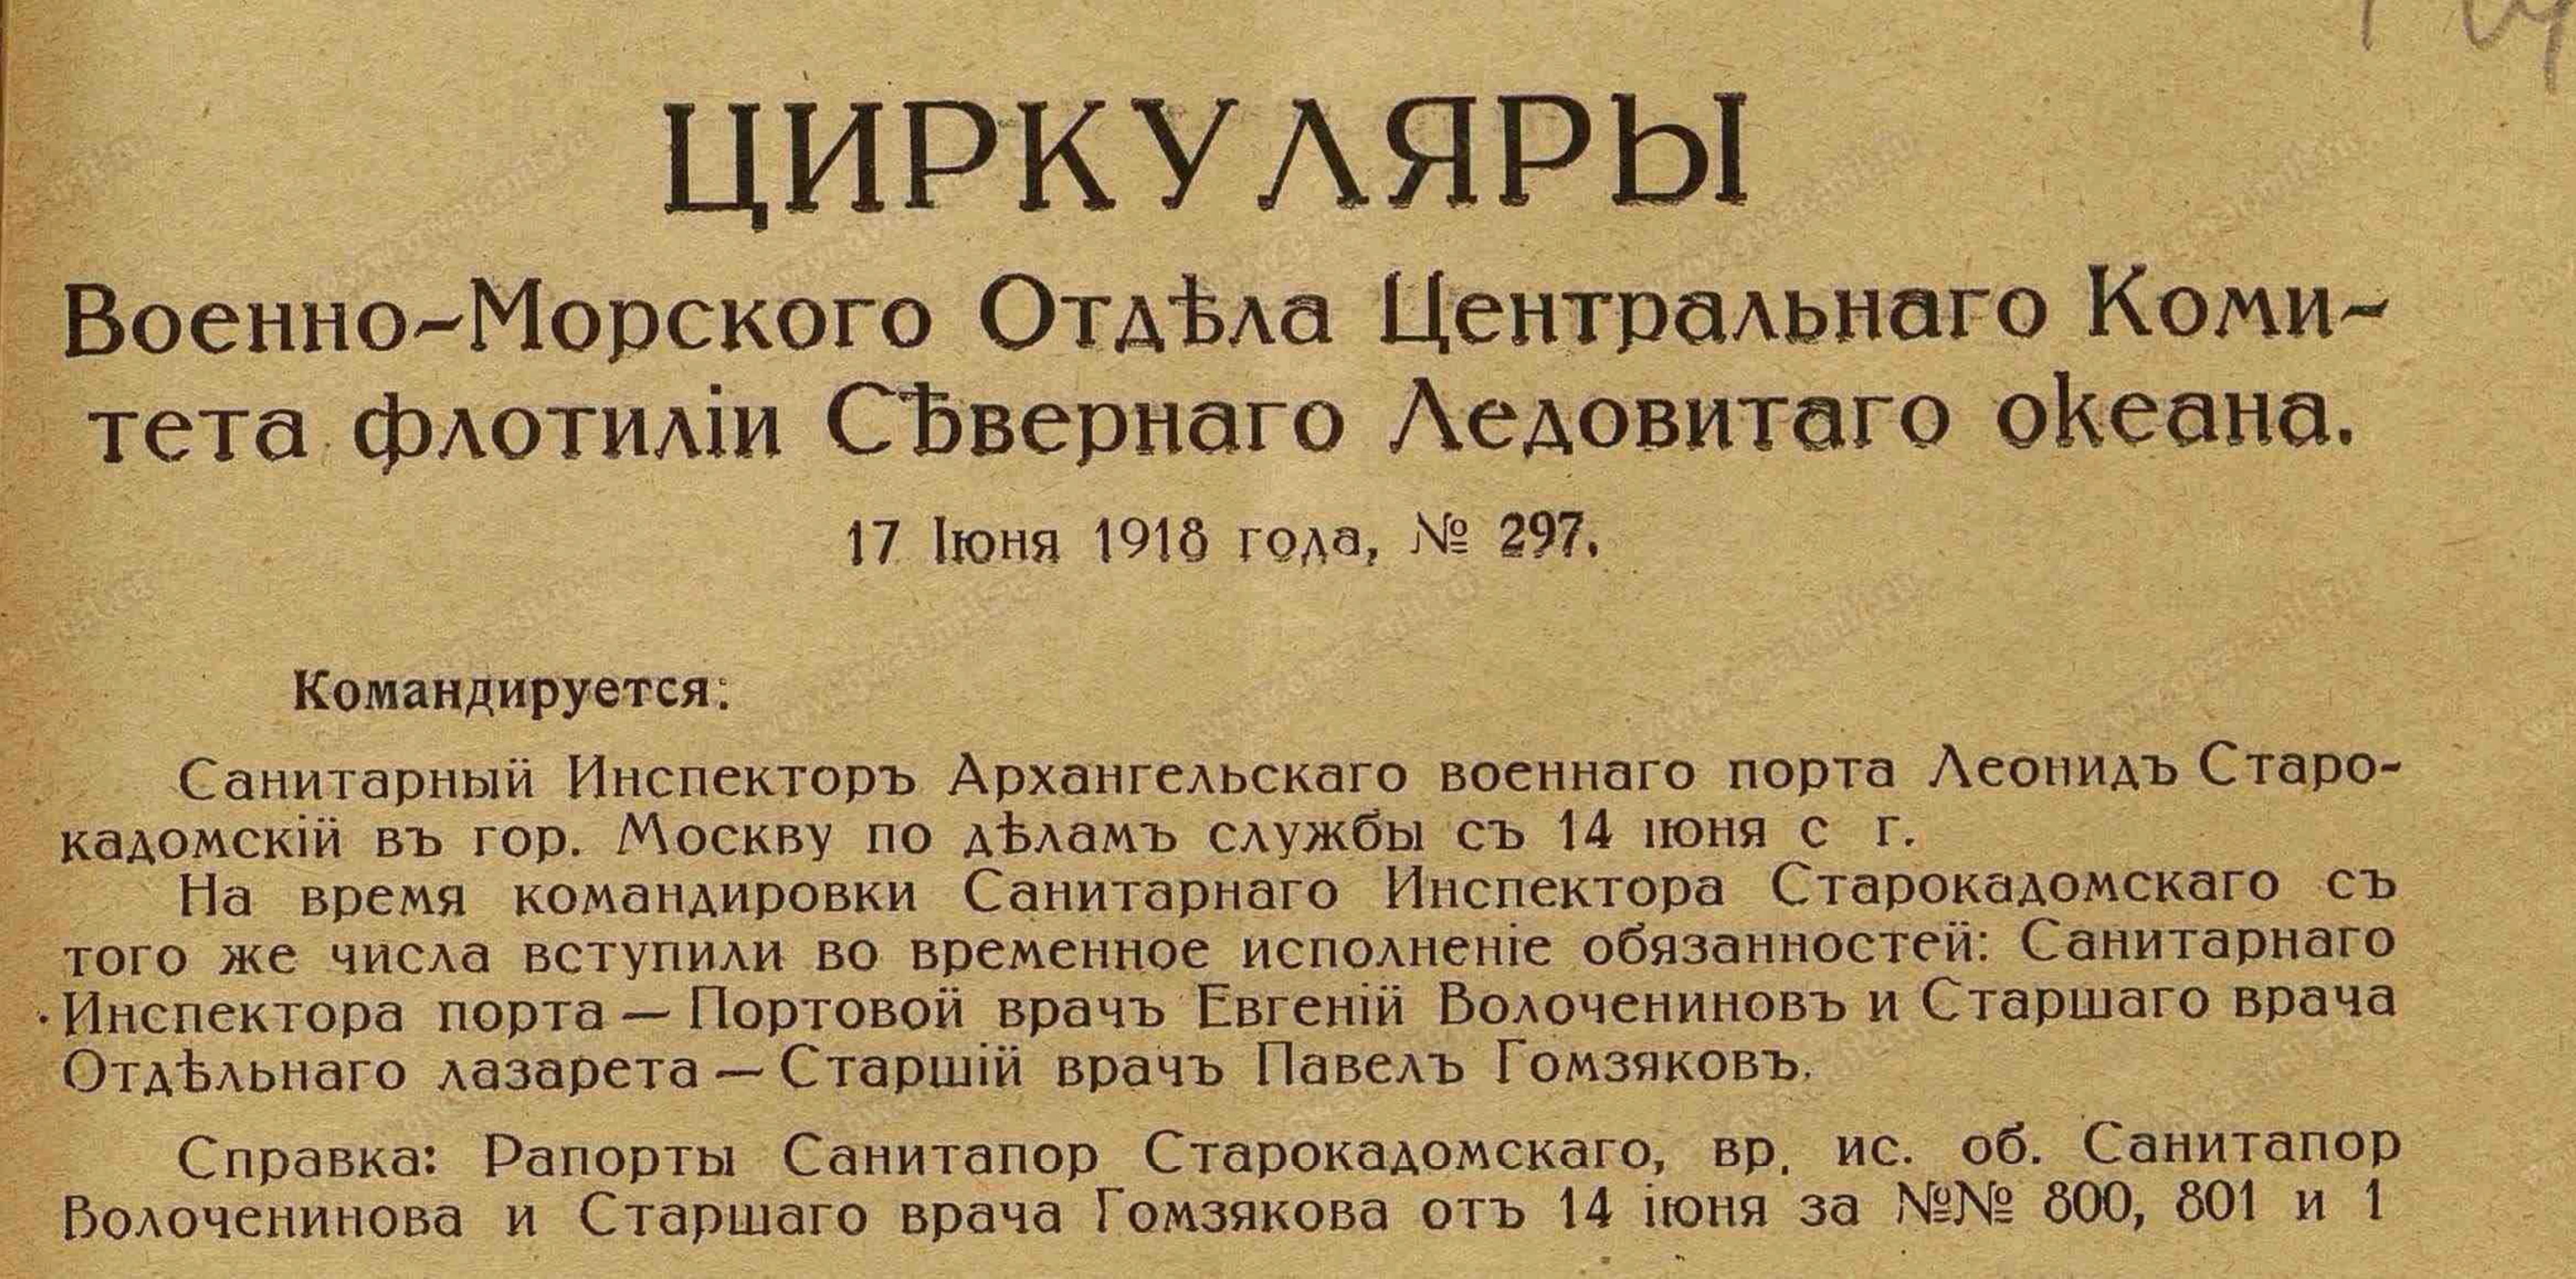 ЦИРКУЛЯРЫ
Военно-Морского Отдѣла Центральнаго Коми-
тета флотиліи Сѣвернаго Ледовитаго океана.
17 Іюня 1918 года, № 297.
Командируется:
Санитарный Инспекторъ Архангельскаго военнаго порта Леонидъ Старо-
кадомскій въ гор. Москву по дѣламъ службы съ 14 іюня с г.
На время командировки Санитарнаго Инспектора Старокадомскаго съ
того же числа вступили во временное исполненіе обязанностей: Санитарнаго
Инспектора порта — Портовой врачъ Евгеній Волочениновъ и Старшаго врача
Отдѣльнаго лазарета — Старшій врачъ Павелъ Гомзяковъ.
Справка: Рапорты Санитапор Старокадомскаго, вр. ис. об. Санитапор
Волоченинова и Старшаго врача Гомзякова отъ 14 іюня за №№ 800, 801 и 1